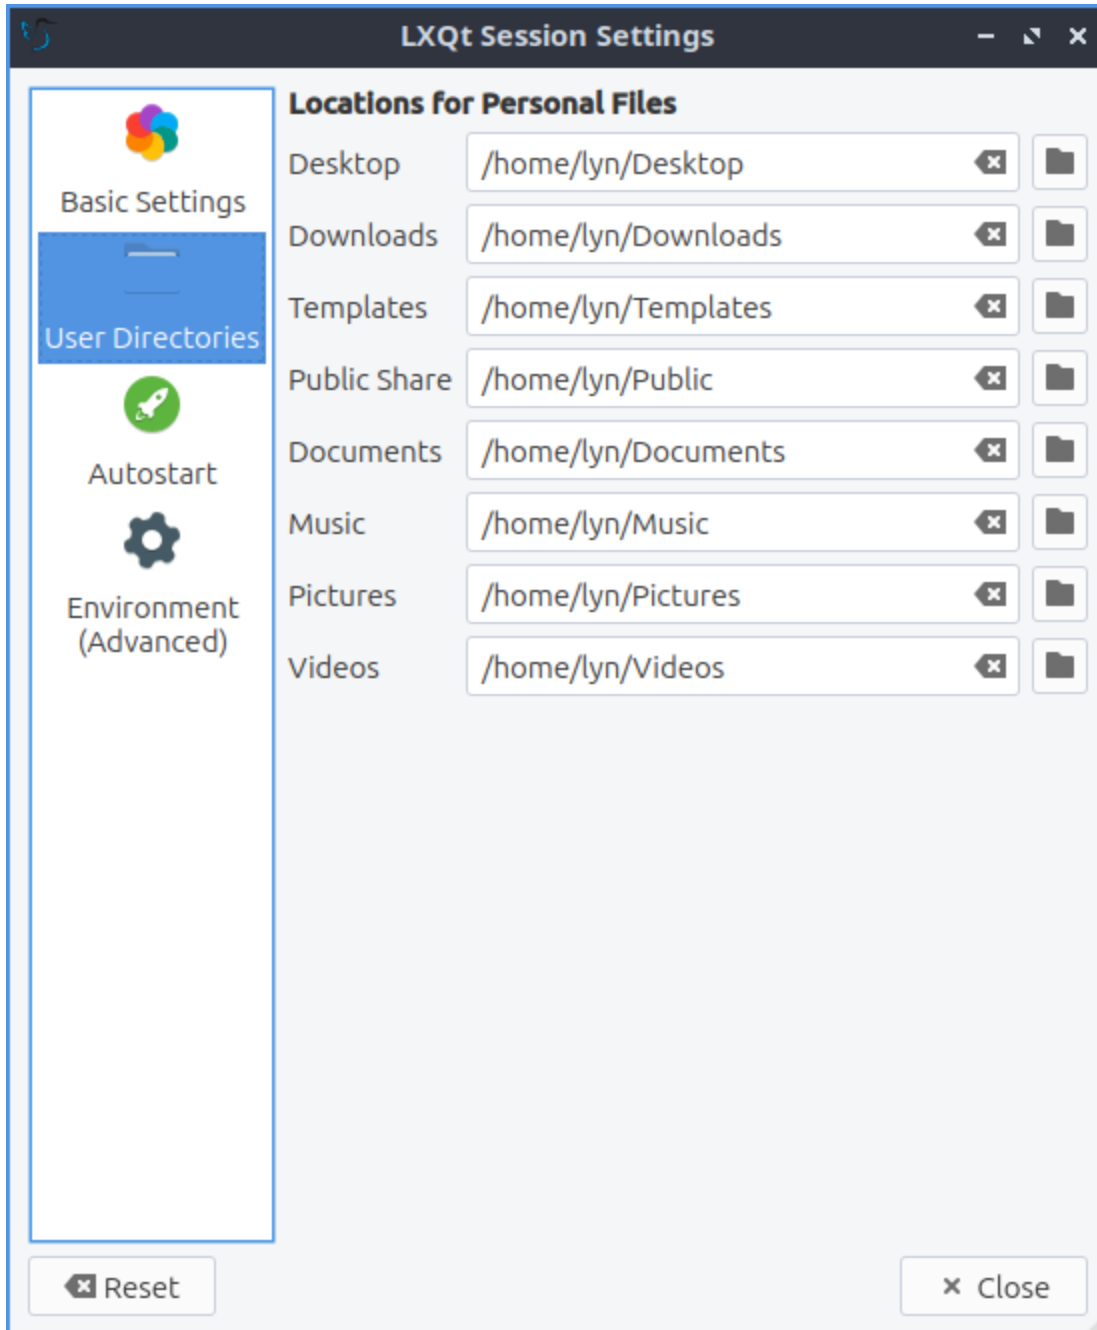 LXQt Session Settings
Basic Settings
User Directories
Autostart
Environment
(Advanced)
Locations for Personal Files
Desktop /home/lyn/Desktop
Downloads /home/lyn/Downloads
Templates /home/lyn/Templates
Public Share /home/lyn/Public
Documents /home/lyn/Documents
Music /home/lyn/Music
Pictures /home/lyn/Pictures
Videos /home/lyn/Videos
Reset
Close